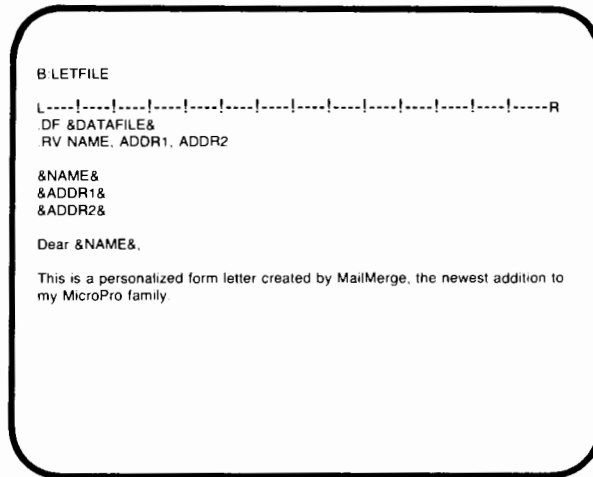 B:LETFILE
L----!----!----!----!----!----!----!----!----!----!----!----!----!-----R
.DF &DATAFILE&
.RV NAME, ADDR1, ADDR2
&NAME&
&ADDR1&
&ADDR2&
Dear &NAME&,
This is a personalized form letter created by MailMerge, the newest addition to
my MicroPro family.